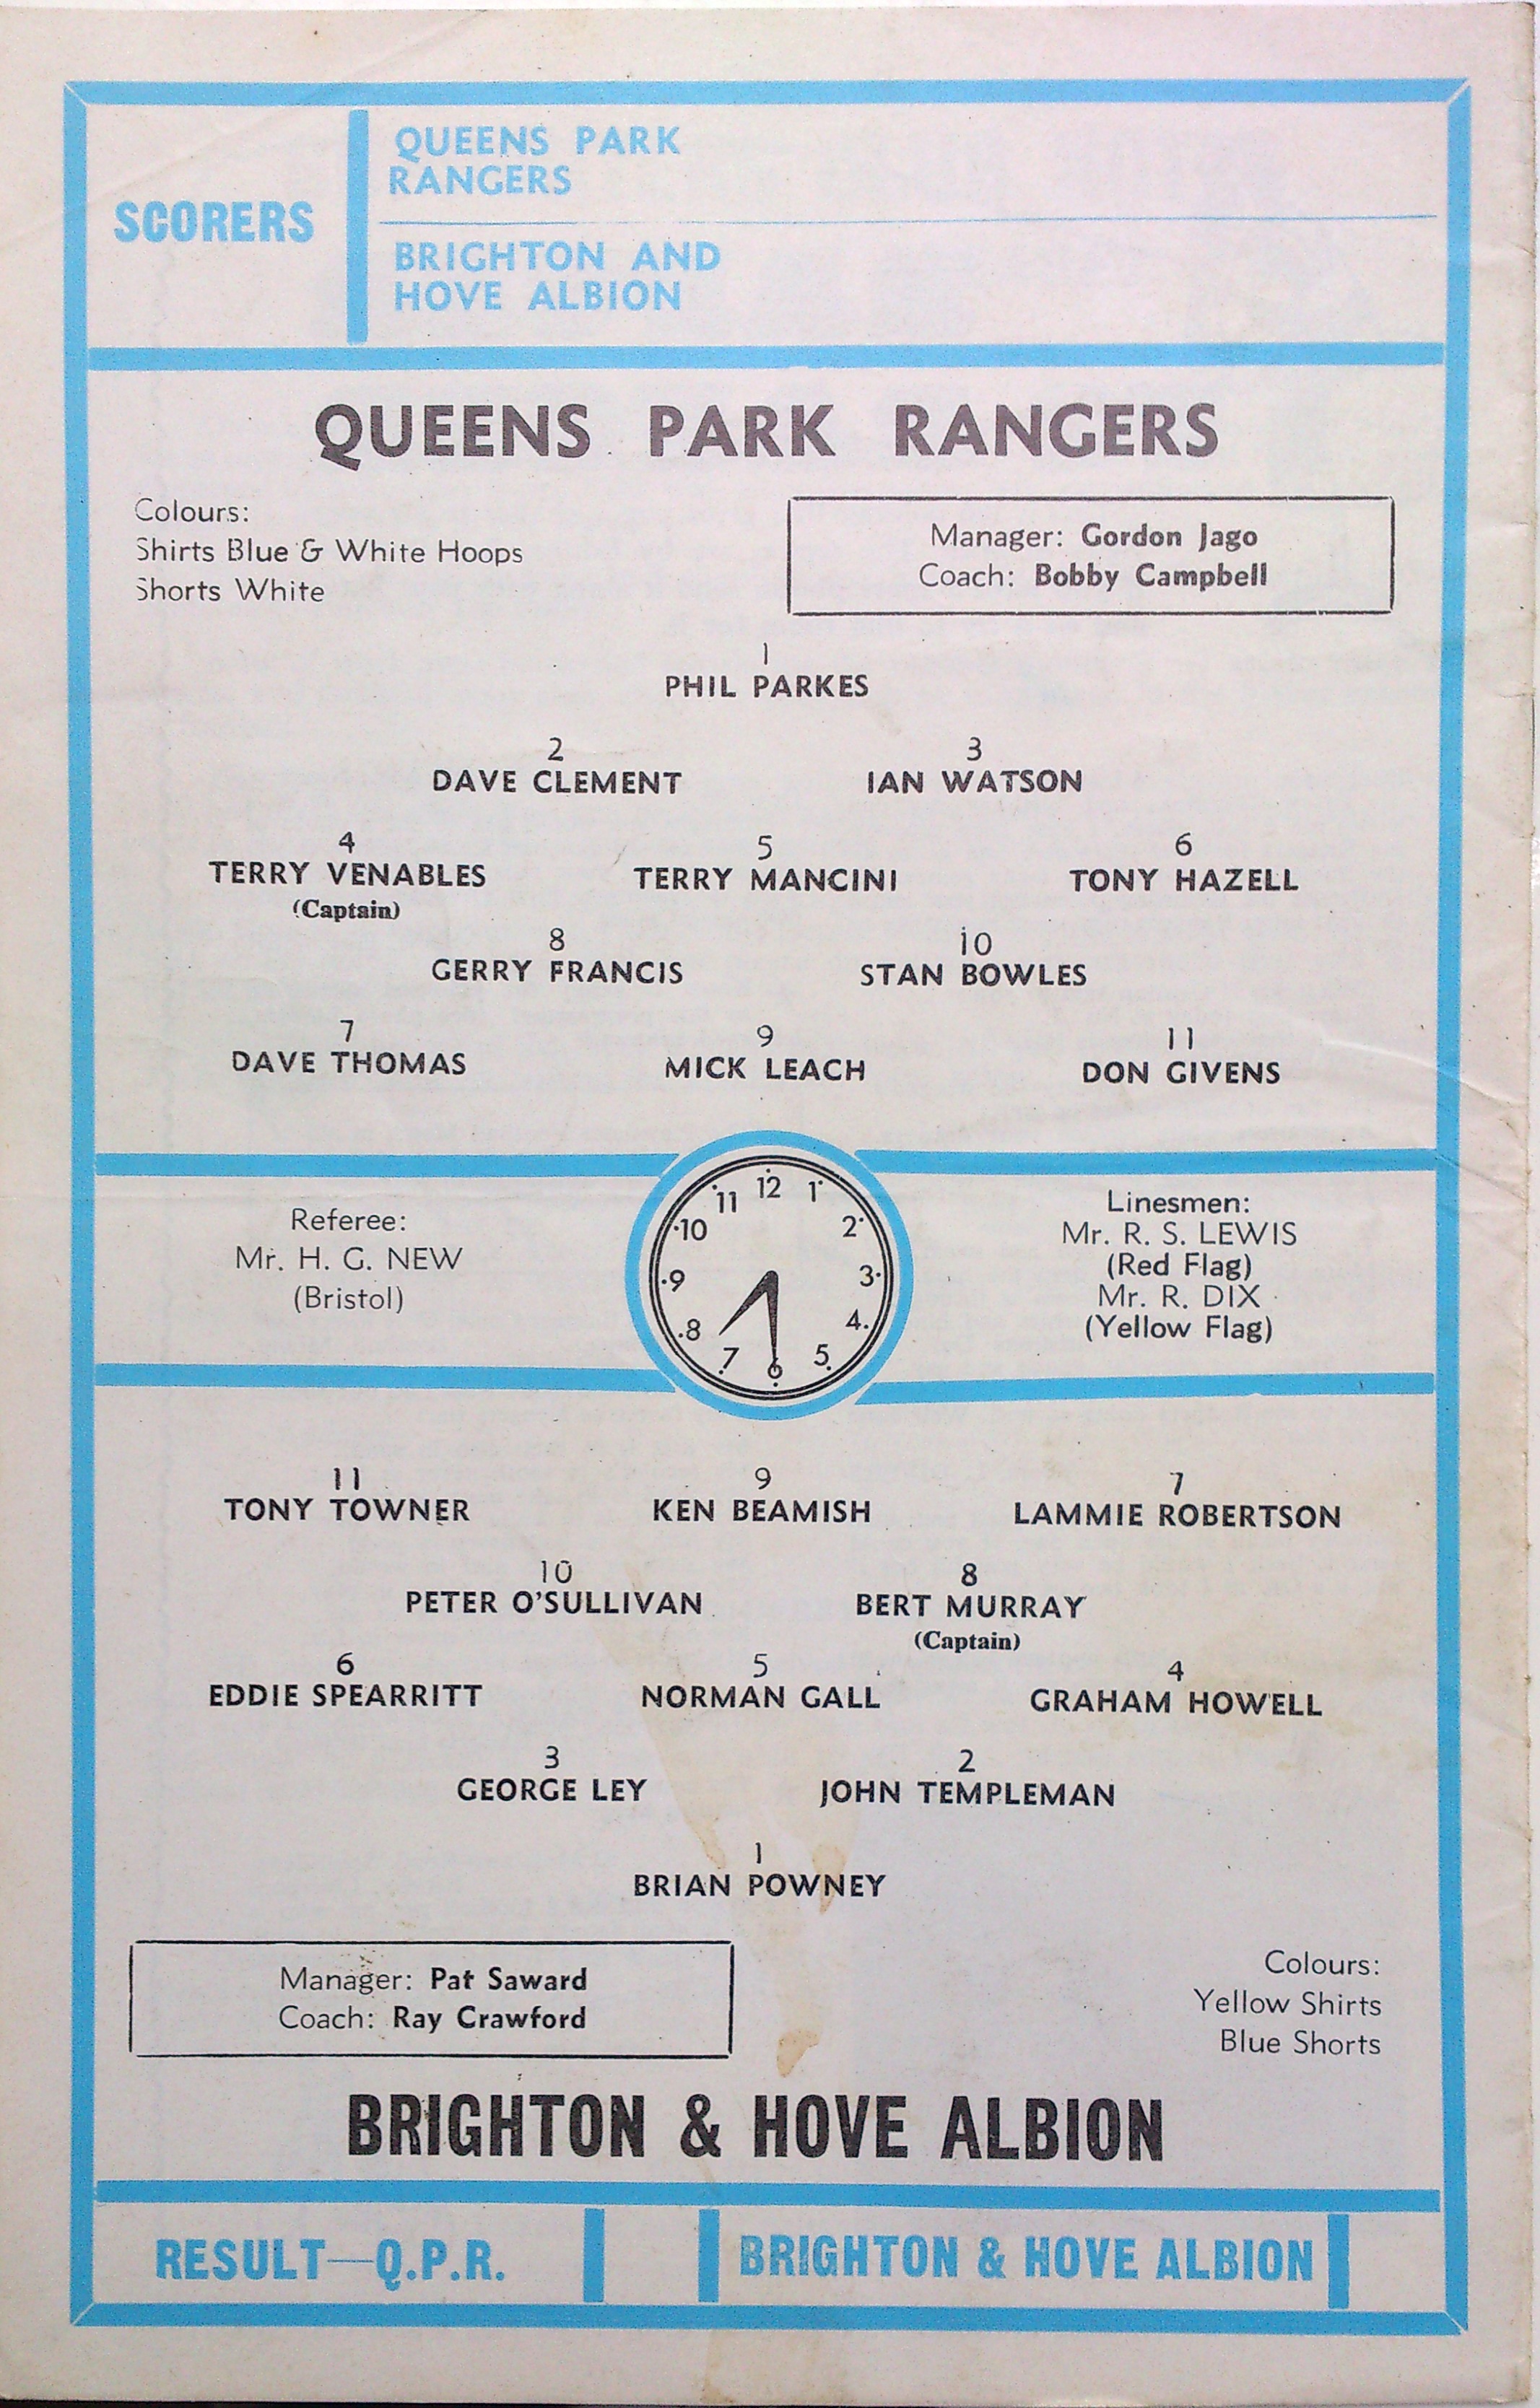 SCORERS
QUEENS PARK
RANGERS
BRIGHTON AND
HOVE ALBION
QUEENS PARK RANGERS
Colours:
Shirts Blue & White Hoops
Shorts White
Manager: Gordon Jago
Coach: Bobby Campbell
1
PHIL PARKES
2 3
DAVE CLEMENT IAN WATSON
4 5 6
TERRY VENABLES TERRY MANCINI TONY HAZELL
(Captain)
8 10
GERRY FRANCIS STAN BOWLES
7 9 11
DAVE THOMAS MICK LEACH DON GIVENS
Referee:
Mr. H. G. NEW
(Bristol)
12 1 2 3 4 5 6 7 8 9 10 11
Linesmen:
Mr. R. S. LEWIS
(Red Flag)
Mr. R. DIX
(Yellow Flag)
11 9 7
TONY TOWNER KEN BEAMISH LAMMIE ROBERTSON
10 8
PETER O'SULLIVAN BERT MURRAY
(Captain)
6 5 4
EDDIE SPEARRITT NORMAN GALL GRAHAM HOWELL
3 2
GEORGE LEY JOHN TEMPLEMAN
1
BRIAN POWNEY
Manager: Pat Saward
Coach: Ray Crawford
Colours:
Yellow Shirts
Blue Shorts
BRIGHTON & HOVE ALBION
RESULT—Q.P.R. BRIGHTON & HOVE ALBION